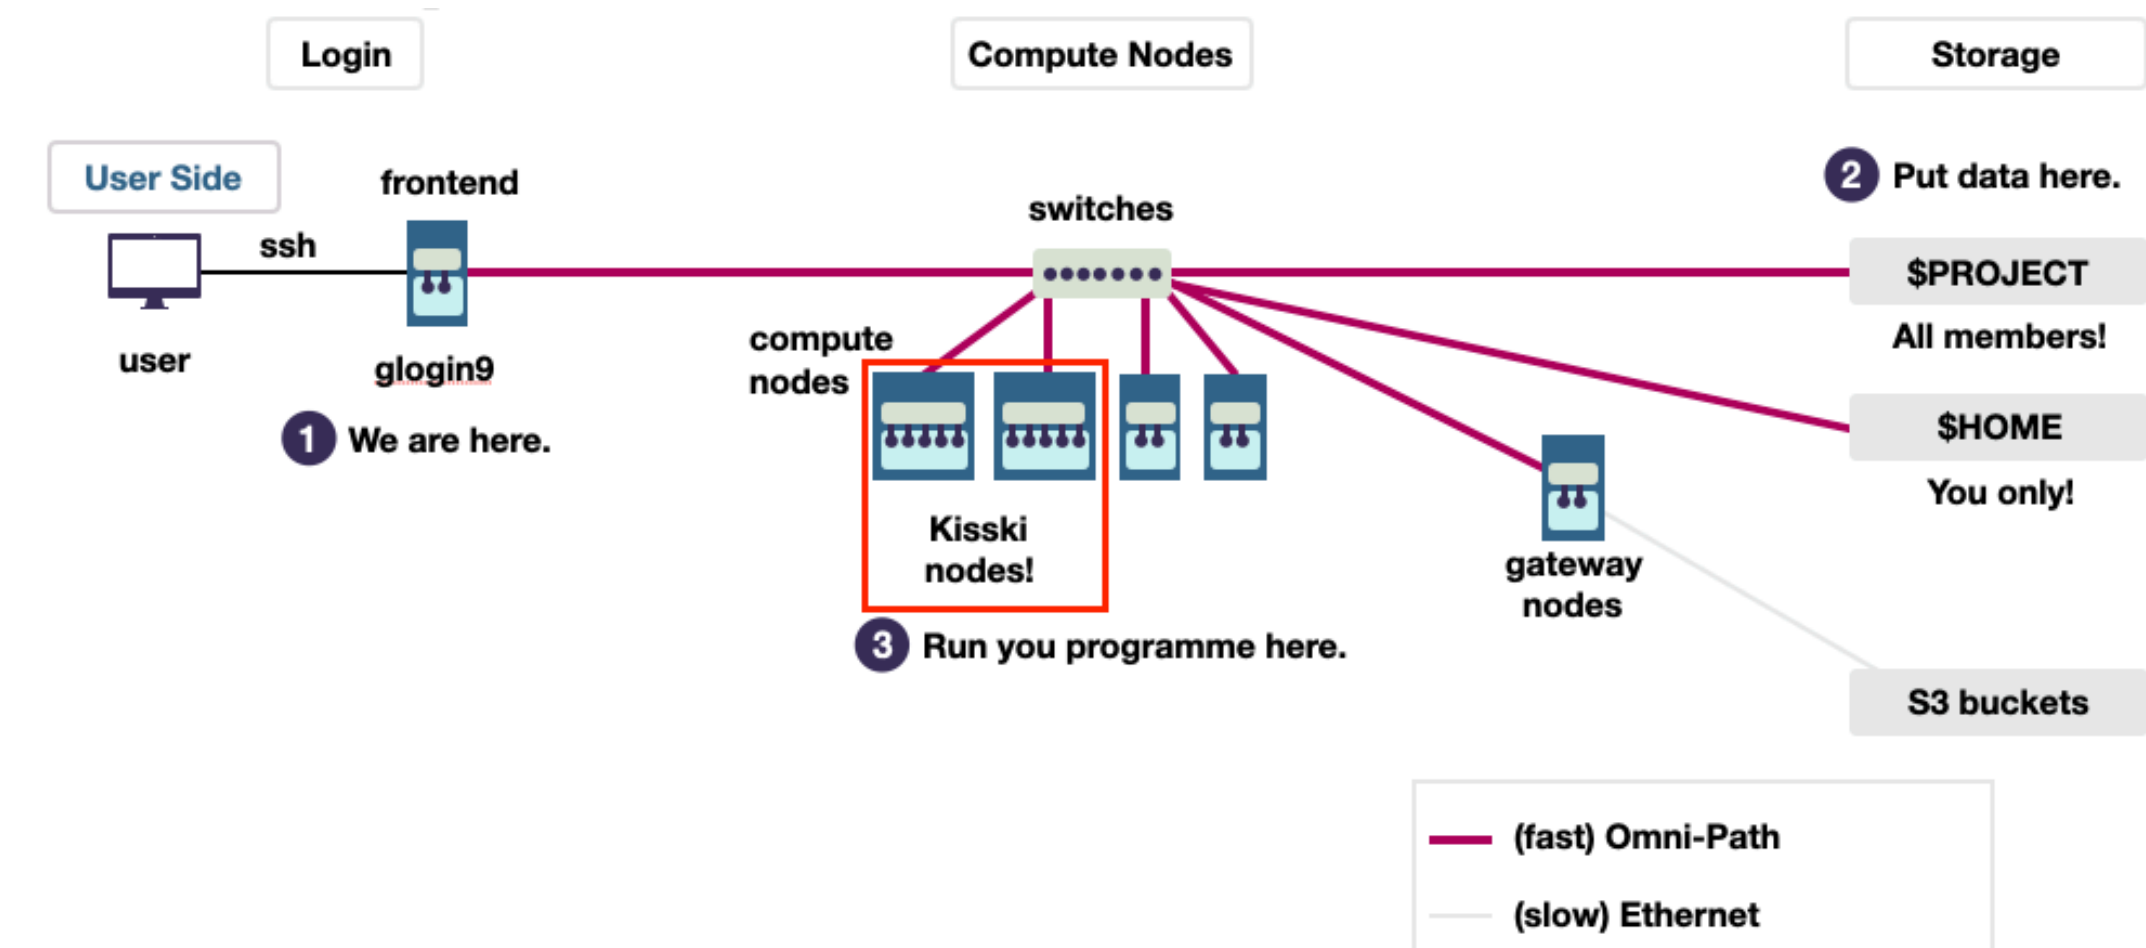 Login
Compute Nodes
Storage
User Side
frontend
2 Put data here.
switches
ssh
$PROJECT
All members!
compute
nodes
user
glogin9
1 We are here.
$HOME
You only!
Kisski
nodes!
gateway
nodes
3 Run you programme here.
S3 buckets
(fast) Omni-Path
(slow) Ethernet